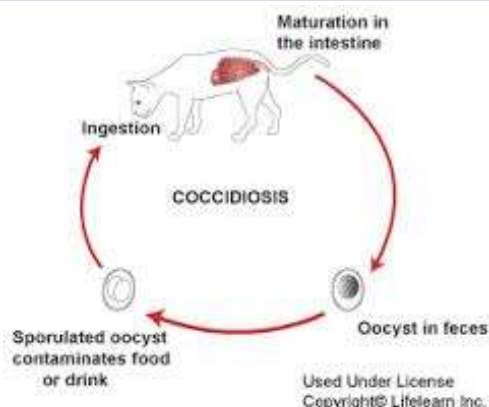 Maturation in
the intestine
Ingestion
COCCIDIOSIS
Oocyst in feces
Sporulated oocyst
contaminates food
or drink
Used Under License
Copyright© Lifelearn Inc.